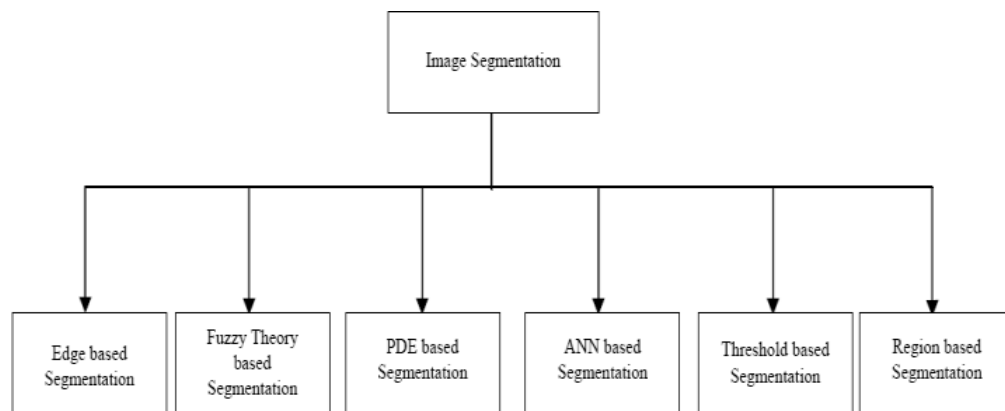 Image Segmentation
Edge based
Segmentation
Fuzzy Theory
based
Segmentation
PDE based
Segmentation
ANN based
Segmentation
Threshold based
Segmentation
Region based
Segmentation